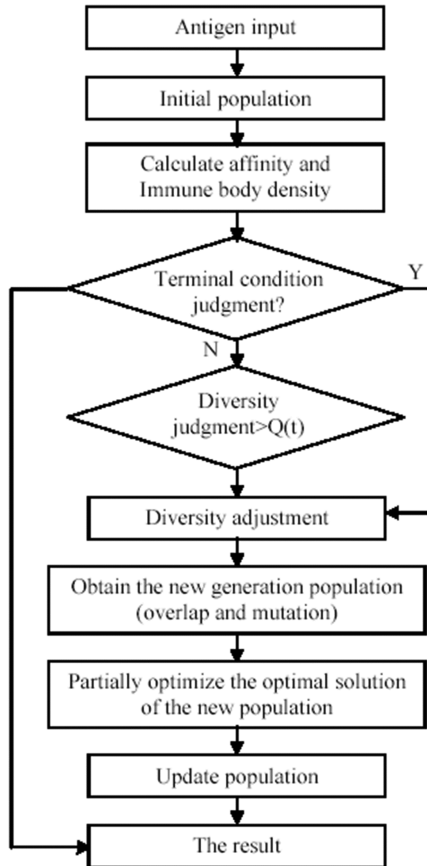 Antigen input
Initial population
Calculate affinity and
Immune body density
Terminal condition
judgment?
Y
N
Diversity
judgment>Q(t)
Diversity adjustment
Obtain the new generation population
(overlap and mutation)
Partially optimize the optimal solution
of the new population
Update population
The result